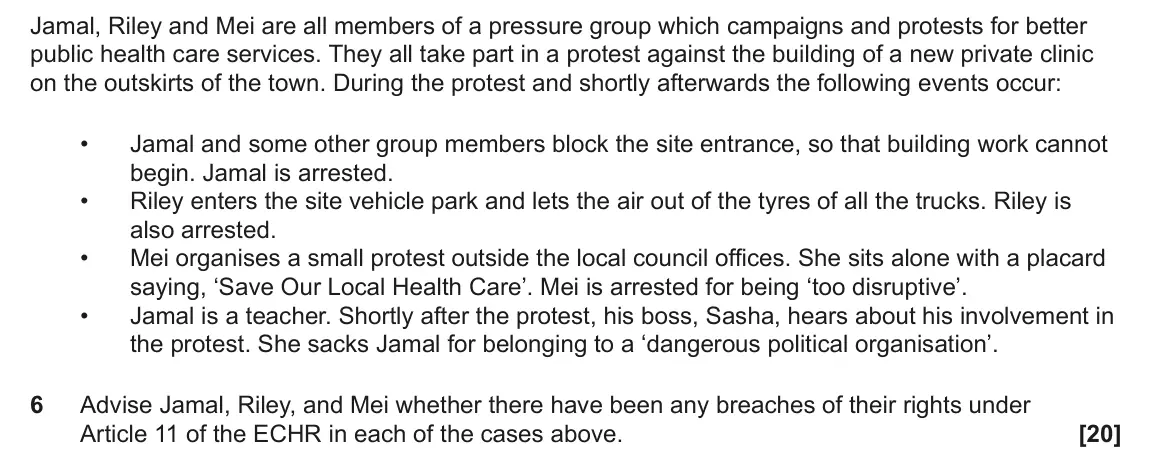 Jamal, Riley and Mei are all members of a pressure group which campaigns and protests for better
public health care services. They all take part in a protest against the building of a new private clinic
on the outskirts of the town. During the protest and shortly afterwards the following events occur:
• Jamal and some other group members block the site entrance, so that building work cannot
begin. Jamal is arrested.
• Riley enters the site vehicle park and lets the air out of the tyres of all the trucks. Riley is
also arrested.
• Mei organises a small protest outside the local council offices. She sits alone with a placard
saying, ‘Save Our Local Health Care’. Mei is arrested for being ‘too disruptive’.
• Jamal is a teacher. Shortly after the protest, his boss, Sasha, hears about his involvement in
the protest. She sacks Jamal for belonging to a ‘dangerous political organisation’.
6 Advise Jamal, Riley, and Mei whether there have been any breaches of their rights under
Article 11 of the ECHR in each of the cases above. [20]